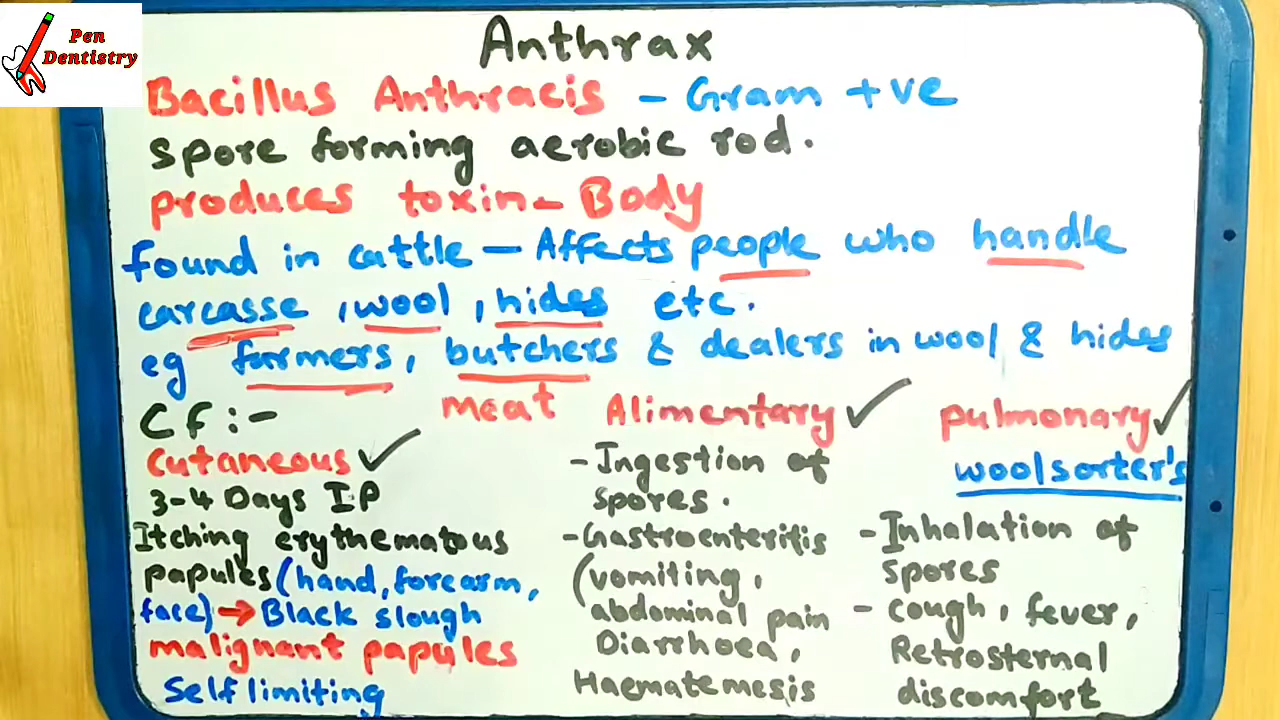 Pen
Dentistry
Anthrax
Bacillus Anthracis - Gram +ve
spore forming aerobic rod.
produces toxin - Body
found in cattle - Affects people who handle
carcasse, wool, hides etc.
eg farmers, butchers & dealers in wool & hides
meat
CF:-
Cutaneous ✓
3-4 Days IP
Itching erythematous
papules (hand, forearm,
face) → Black slough
malignant papules
Self limiting
Alimentary ✓
- Ingestion of
spores.
- Gastroenteritis
(vomiting,
abdominal pain
Diarrhoea,
Haematemesis
pulmonary ✓
woolsorter's
- Inhalation of
spores
- cough, fever,
Retrosternal
discomfort